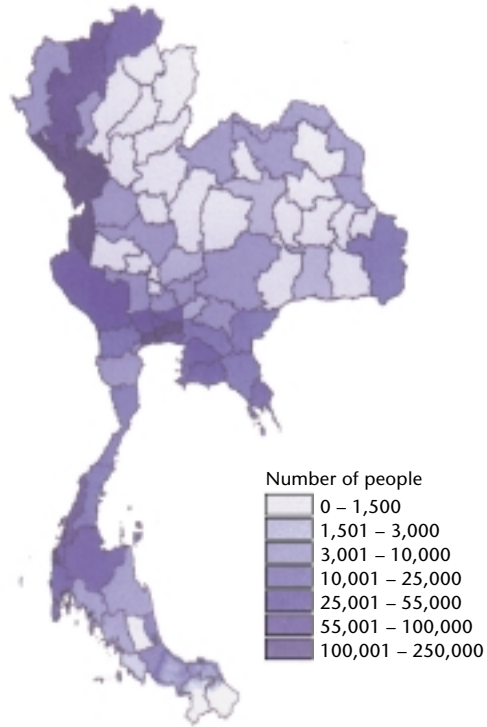 Number of people
0 – 1,500
1,501 – 3,000
3,001 – 10,000
10,001 – 25,000
25,001 – 55,000
55,001 – 100,000
100,001 – 250,000